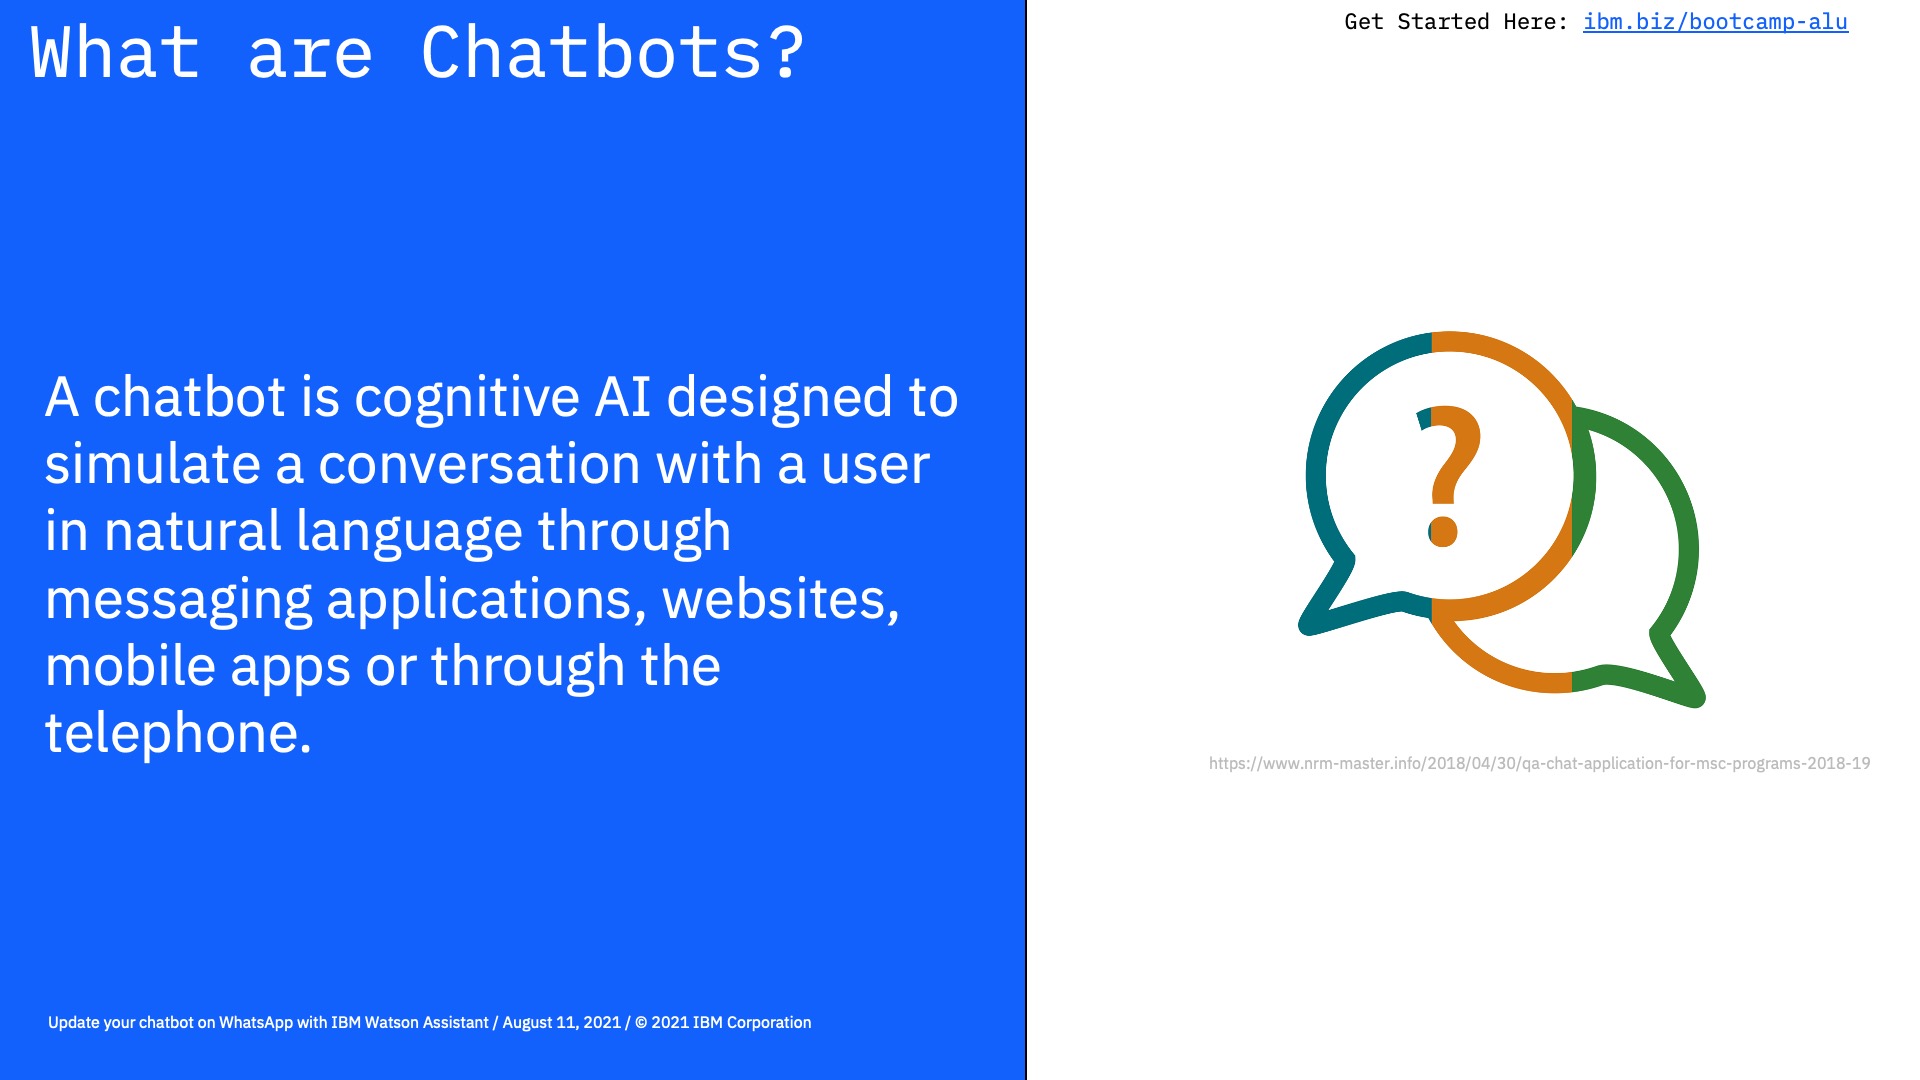 What are Chatbots?
Get Started Here: ibm.biz/bootcamp-alu
A chatbot is cognitive AI designed to
simulate a conversation with a user
in natural language through
messaging applications, websites,
mobile apps or through the
telephone.
?
https://www.nrm-master.info/2018/04/30/qa-chat-application-for-msc-programs-2018-19
Update your chatbot on WhatsApp with IBM Watson Assistant / August 11, 2021 / © 2021 IBM Corporation